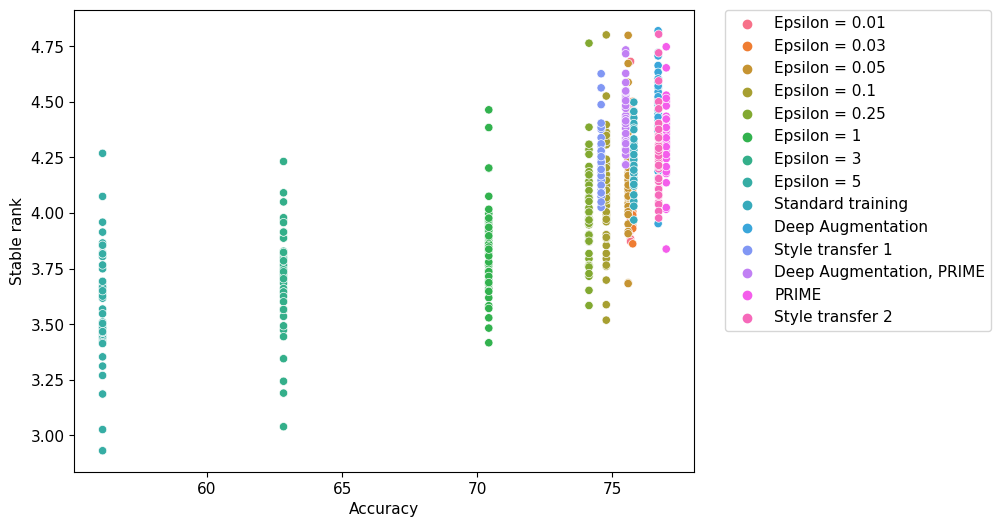 4.75
4.50
4.25
4.00
3.75
3.50
3.25
3.00
Stable rank
60
65
70
75
Accuracy
Epsilon = 0.01
Epsilon = 0.03
Epsilon = 0.05
Epsilon = 0.1
Epsilon = 0.25
Epsilon = 1
Epsilon = 3
Epsilon = 5
Standard training
Deep Augmentation
Style transfer 1
Deep Augmentation, PRIME
PRIME
Style transfer 2